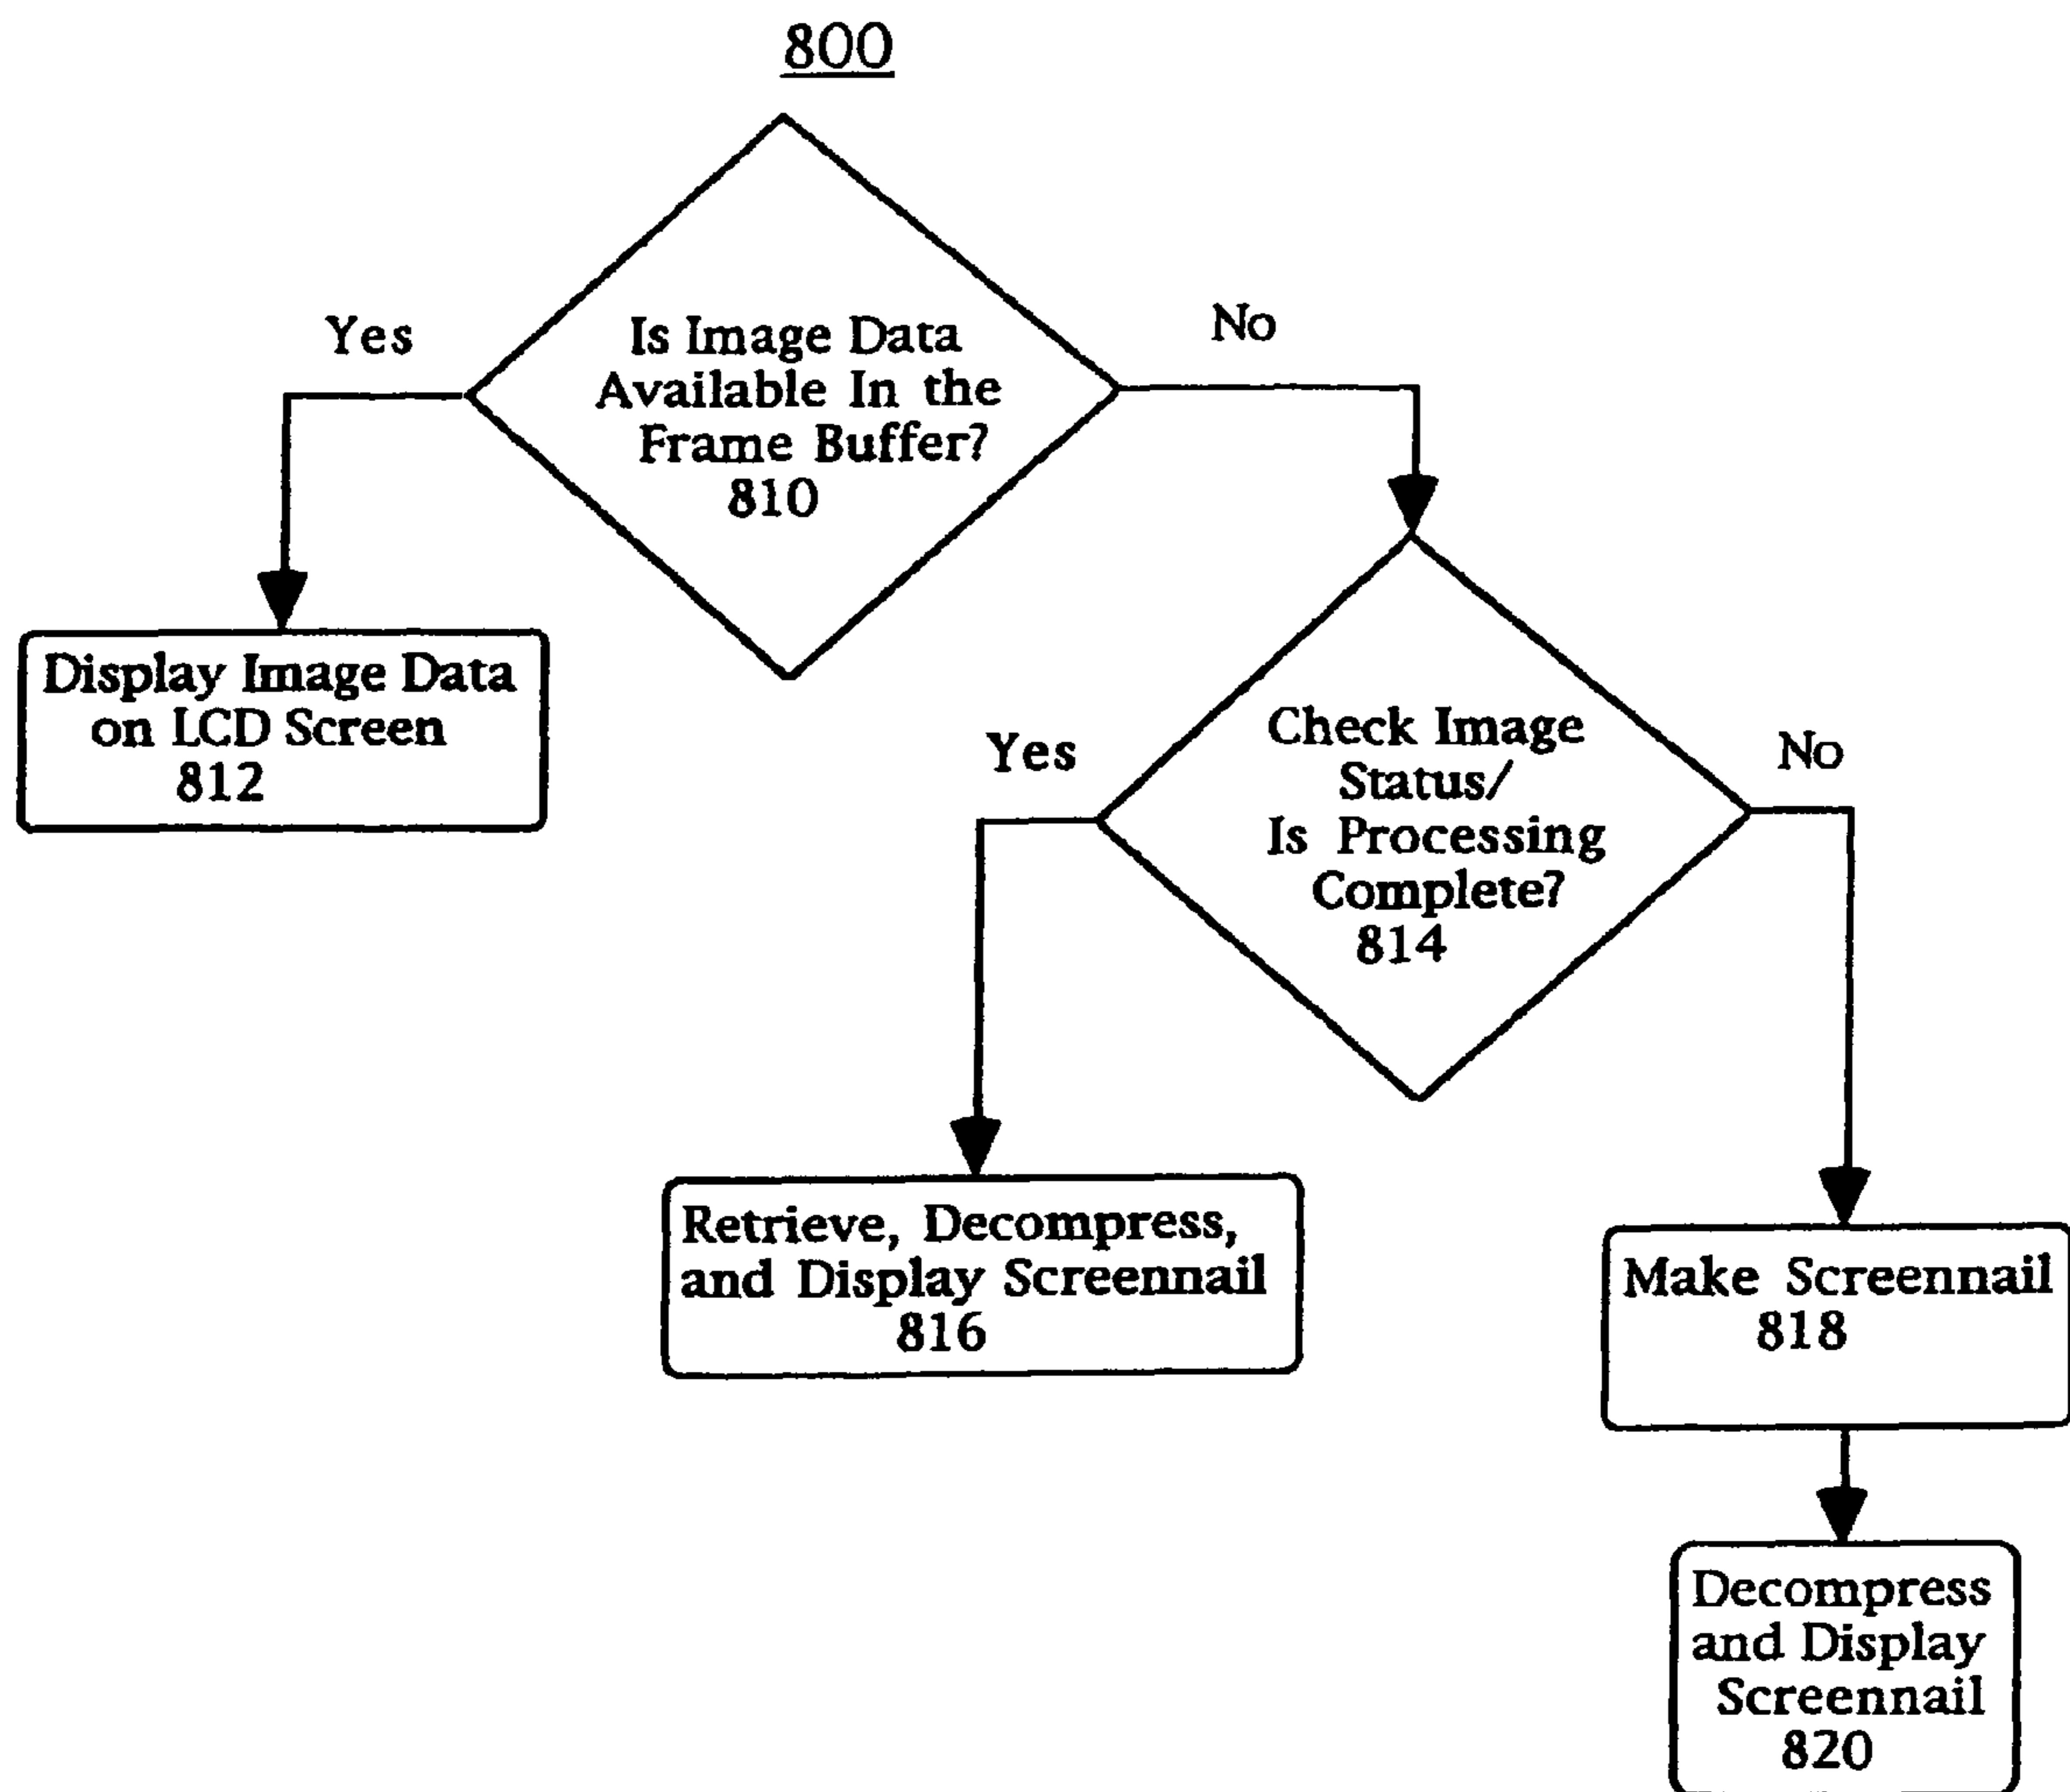 800
Yes
Is Image Data
Available In the
Frame Buffer?
810
No
Display Image Data
on LCD Screen
812
Yes
Check Image
Status/
Is Processing
Complete?
814
No
Retrieve, Decompress,
and Display Screennail
816
Make Screennail
818
Decompress
and Display
Screennail
820